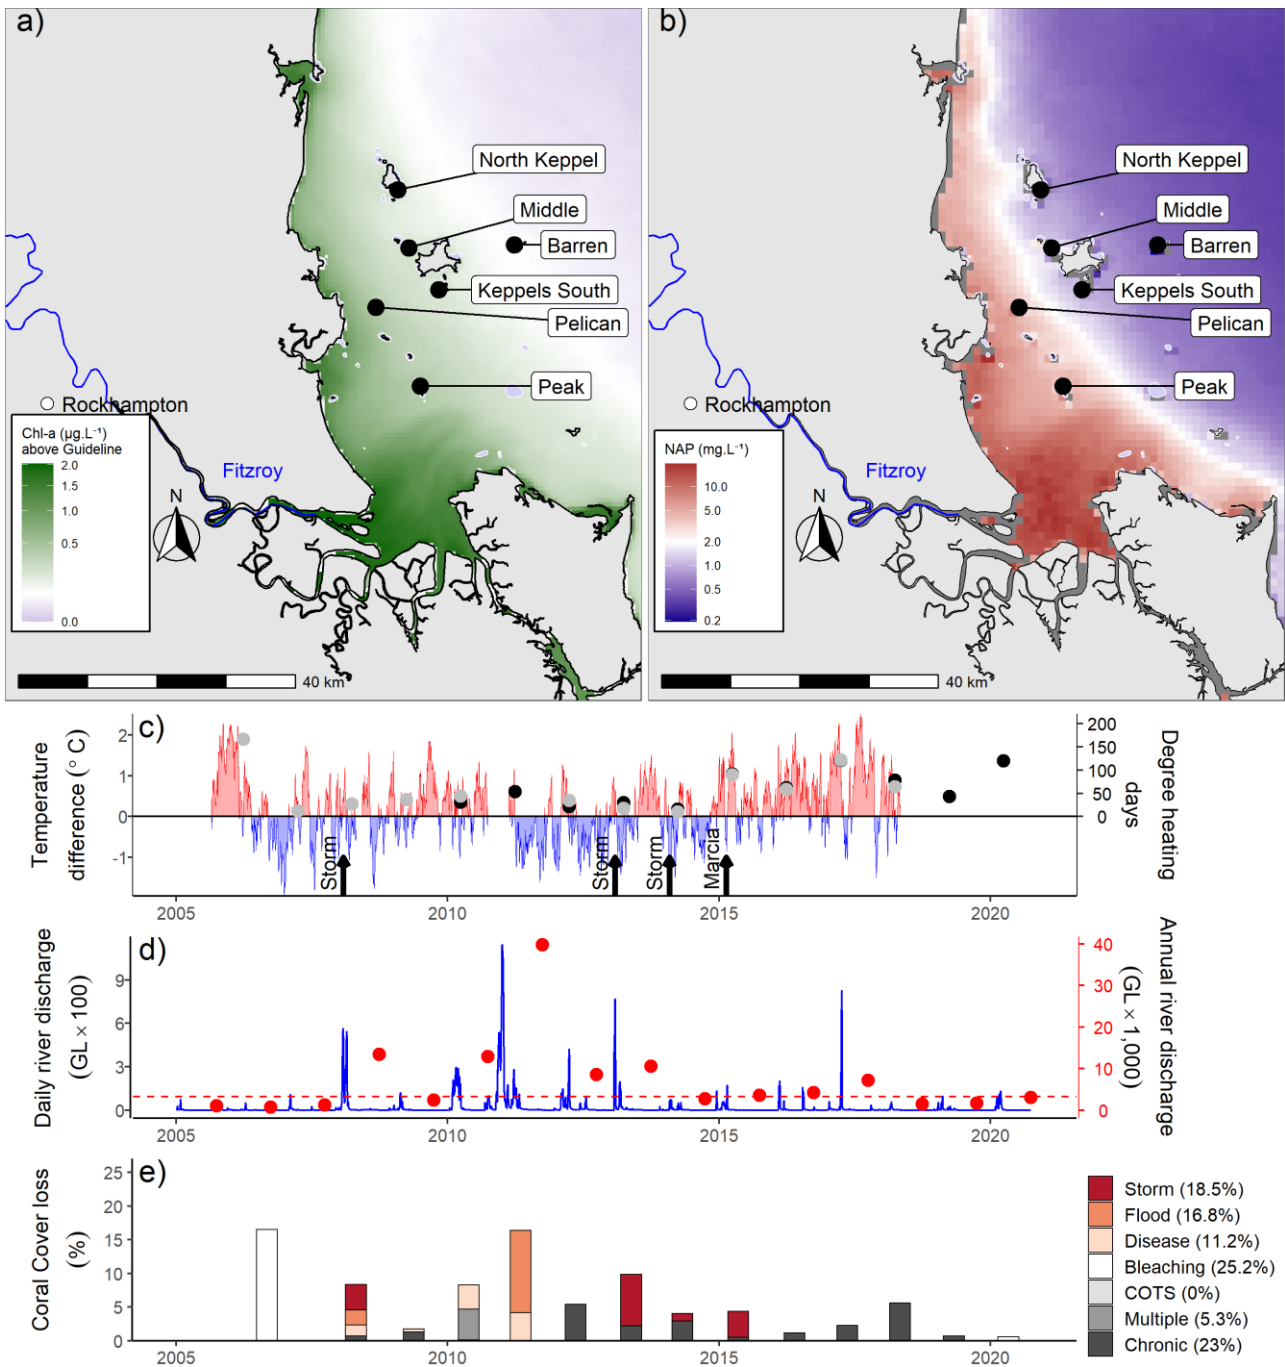 a)
North Keppel
Middle
Barren
Keppels South
Pelican
Peak
Rockhampton
Chl-a (µg.L⁻¹)
above Guideline
2.0
1.5
1.0
0.5
0.0
Fitzroy
N
40 km
b)
North Keppel
Middle
Barren
Keppels South
Pelican
Peak
Rockhampton
NAP (mg.L⁻¹)
10.0
5.0
2.0
1.0
0.5
0.2
Fitzroy
N
40 km
c)
Temperature
difference (° C)
2
1
0
-1
Storm
Storm
Storm
Marcia
200
150
100
50
0
Degree heating
days
2005
2010
2015
2020
d)
Daily river discharge
(GL × 100)
9
6
3
0
40
30
20
10
0
Annual river discharge
(GL × 1,000)
2005
2010
2015
2020
e)
Coral Cover loss
(%)
25
20
15
10
5
0
2005
2010
2015
2020
Storm (18.5%)
Flood (16.8%)
Disease (11.2%)
Bleaching (25.2%)
COTS (0%)
Multiple (5.3%)
Chronic (23%)